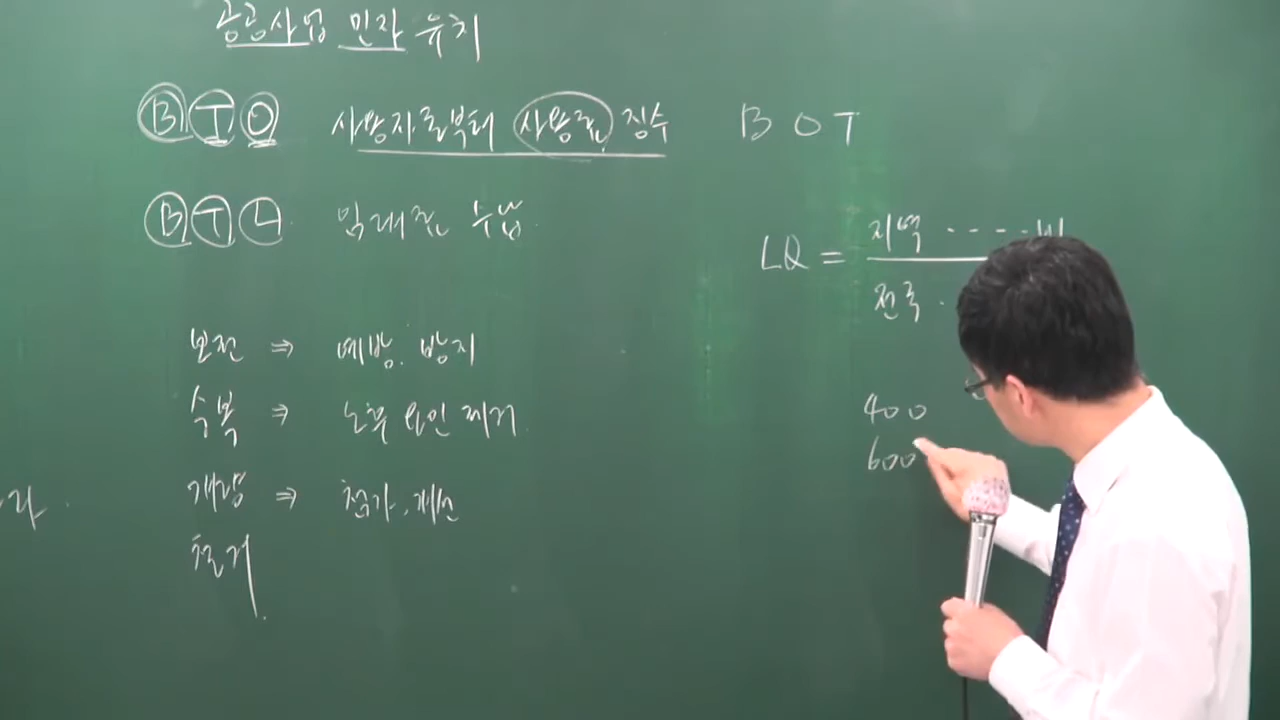 공공사업 민자 유치
BTO 사용자로부터 사용료 징수
BTL 임대료 수납
보전 ⇒ 예방. 방지
수복 ⇒ 노후 요인 제거
개량 ⇒ 첨가, 개선
철거
BOT
LQ = 지역 ····· 비
전국 ·
400
600